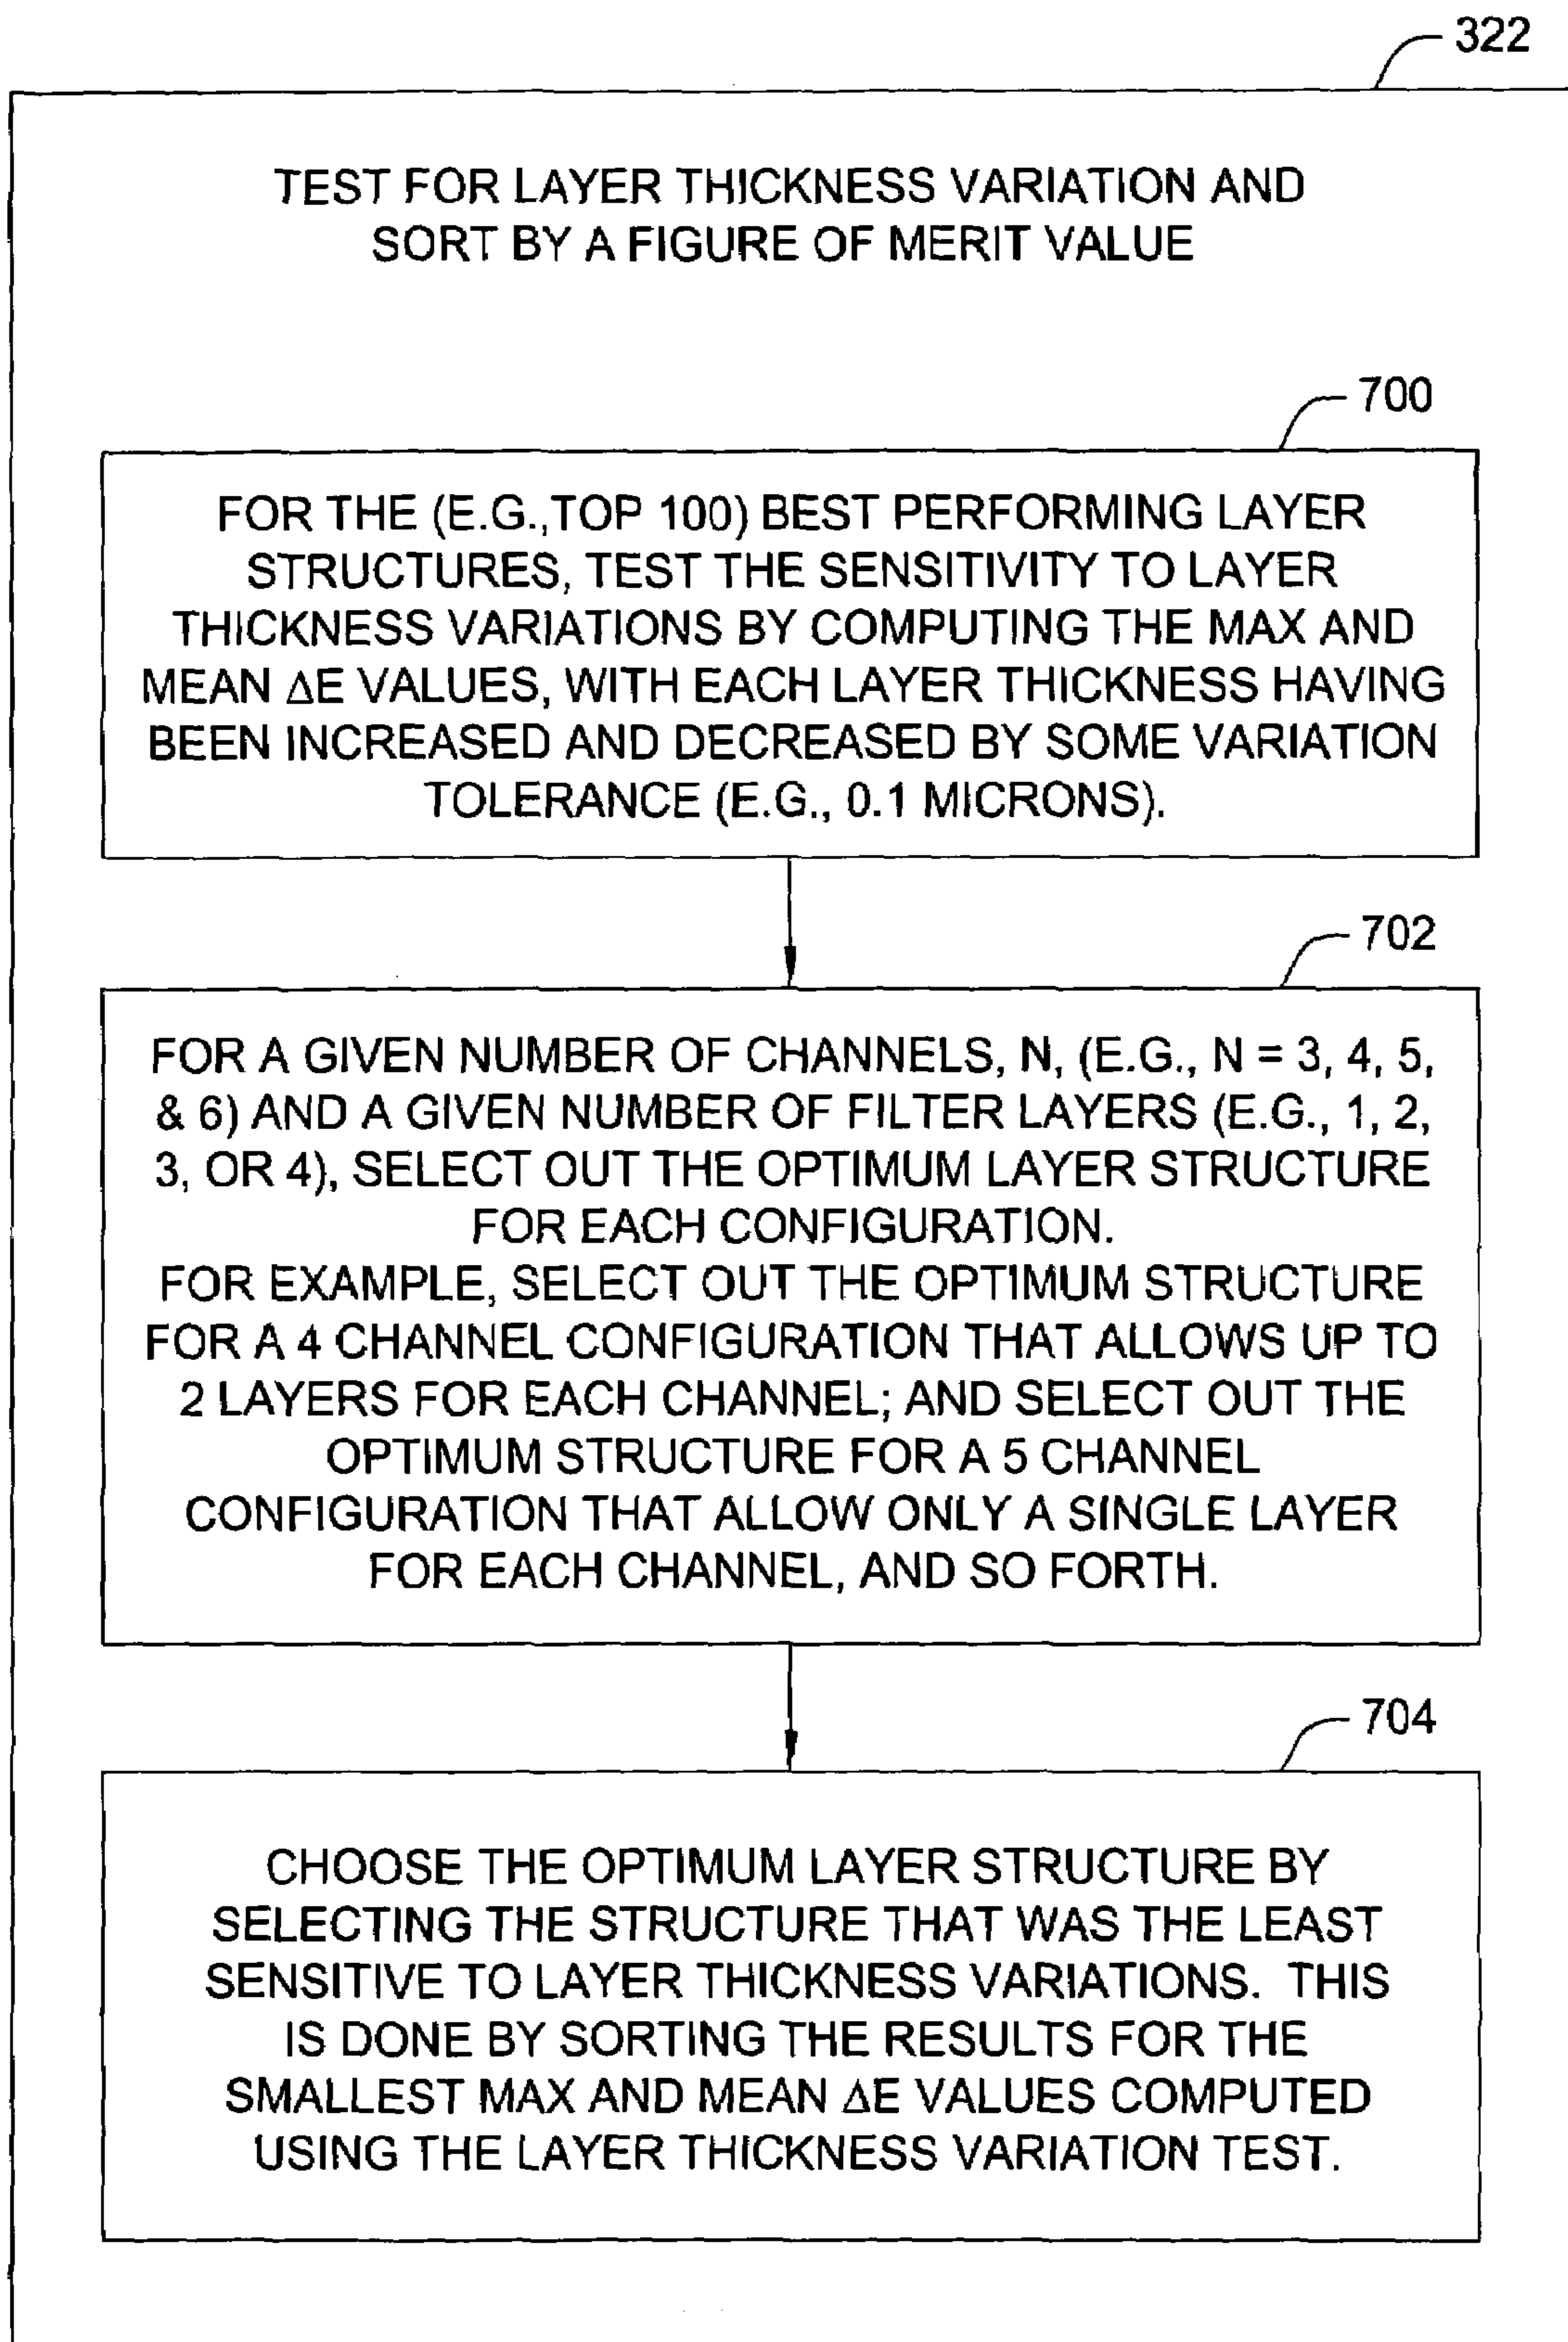 322
TEST FOR LAYER THICKNESS VARIATION AND
SORT BY A FIGURE OF MERIT VALUE
700
FOR THE (E.G.,TOP 100) BEST PERFORMING LAYER
STRUCTURES, TEST THE SENSITIVITY TO LAYER
THICKNESS VARIATIONS BY COMPUTING THE MAX AND
MEAN ΔE VALUES, WITH EACH LAYER THICKNESS HAVING
BEEN INCREASED AND DECREASED BY SOME VARIATION
TOLERANCE (E.G., 0.1 MICRONS).
702
FOR A GIVEN NUMBER OF CHANNELS, N, (E.G., N = 3, 4, 5,
& 6) AND A GIVEN NUMBER OF FILTER LAYERS (E.G., 1, 2,
3, OR 4), SELECT OUT THE OPTIMUM LAYER STRUCTURE
FOR EACH CONFIGURATION.
FOR EXAMPLE, SELECT OUT THE OPTIMUM STRUCTURE
FOR A 4 CHANNEL CONFIGURATION THAT ALLOWS UP TO
2 LAYERS FOR EACH CHANNEL; AND SELECT OUT THE
OPTIMUM STRUCTURE FOR A 5 CHANNEL
CONFIGURATION THAT ALLOW ONLY A SINGLE LAYER
FOR EACH CHANNEL, AND SO FORTH.
704
CHOOSE THE OPTIMUM LAYER STRUCTURE BY
SELECTING THE STRUCTURE THAT WAS THE LEAST
SENSITIVE TO LAYER THICKNESS VARIATIONS. THIS
IS DONE BY SORTING THE RESULTS FOR THE
SMALLEST MAX AND MEAN ΔE VALUES COMPUTED
USING THE LAYER THICKNESS VARIATION TEST.